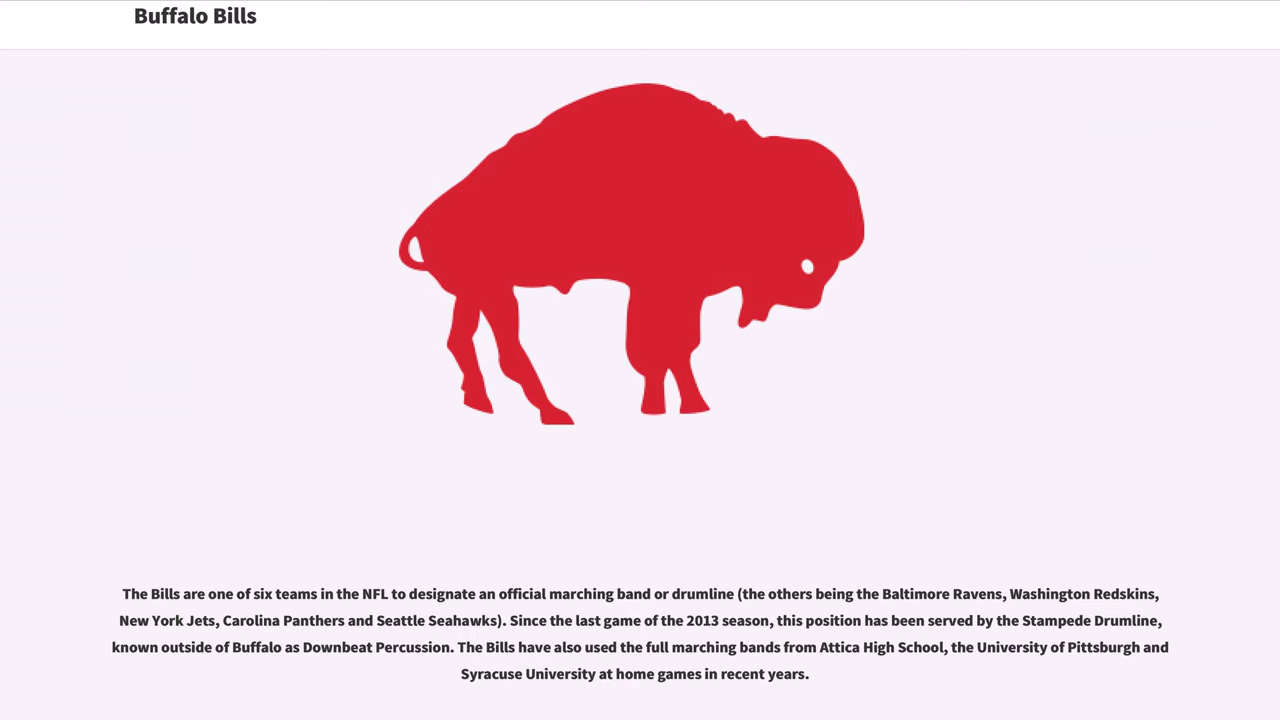 Buffalo Bills
The Bills are one of six teams in the NFL to designate an official marching band or drumline (the others being the Baltimore Ravens, Washington Redskins,
New York Jets, Carolina Panthers and Seattle Seahawks). Since the last game of the 2013 season, this position has been served by the Stampede Drumline,
known outside of Buffalo as Downbeat Percussion. The Bills have also used the full marching bands from Attica High School, the University of Pittsburgh and
Syracuse University at home games in recent years.